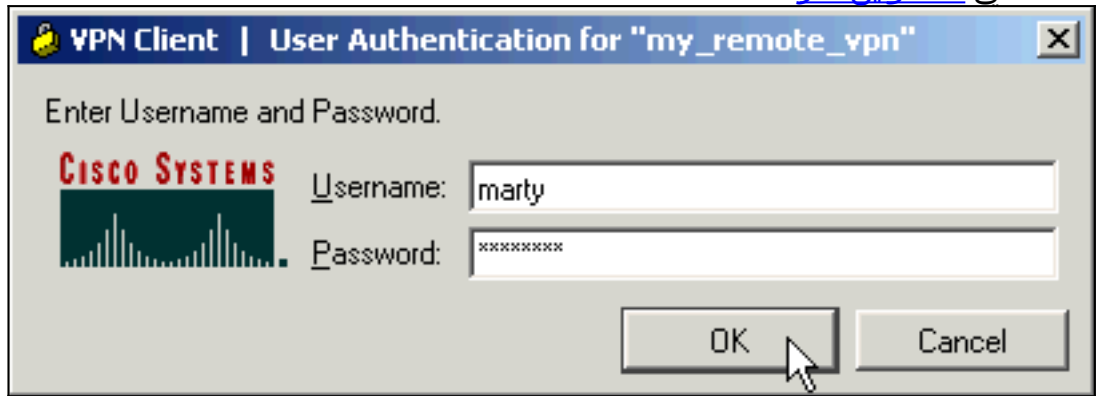 VPN Client | User Authentication for "my_remote_vpn"
Enter Username and Password.
CISCO SYSTEMS
Username: marty
Password: ********
OK Cancel